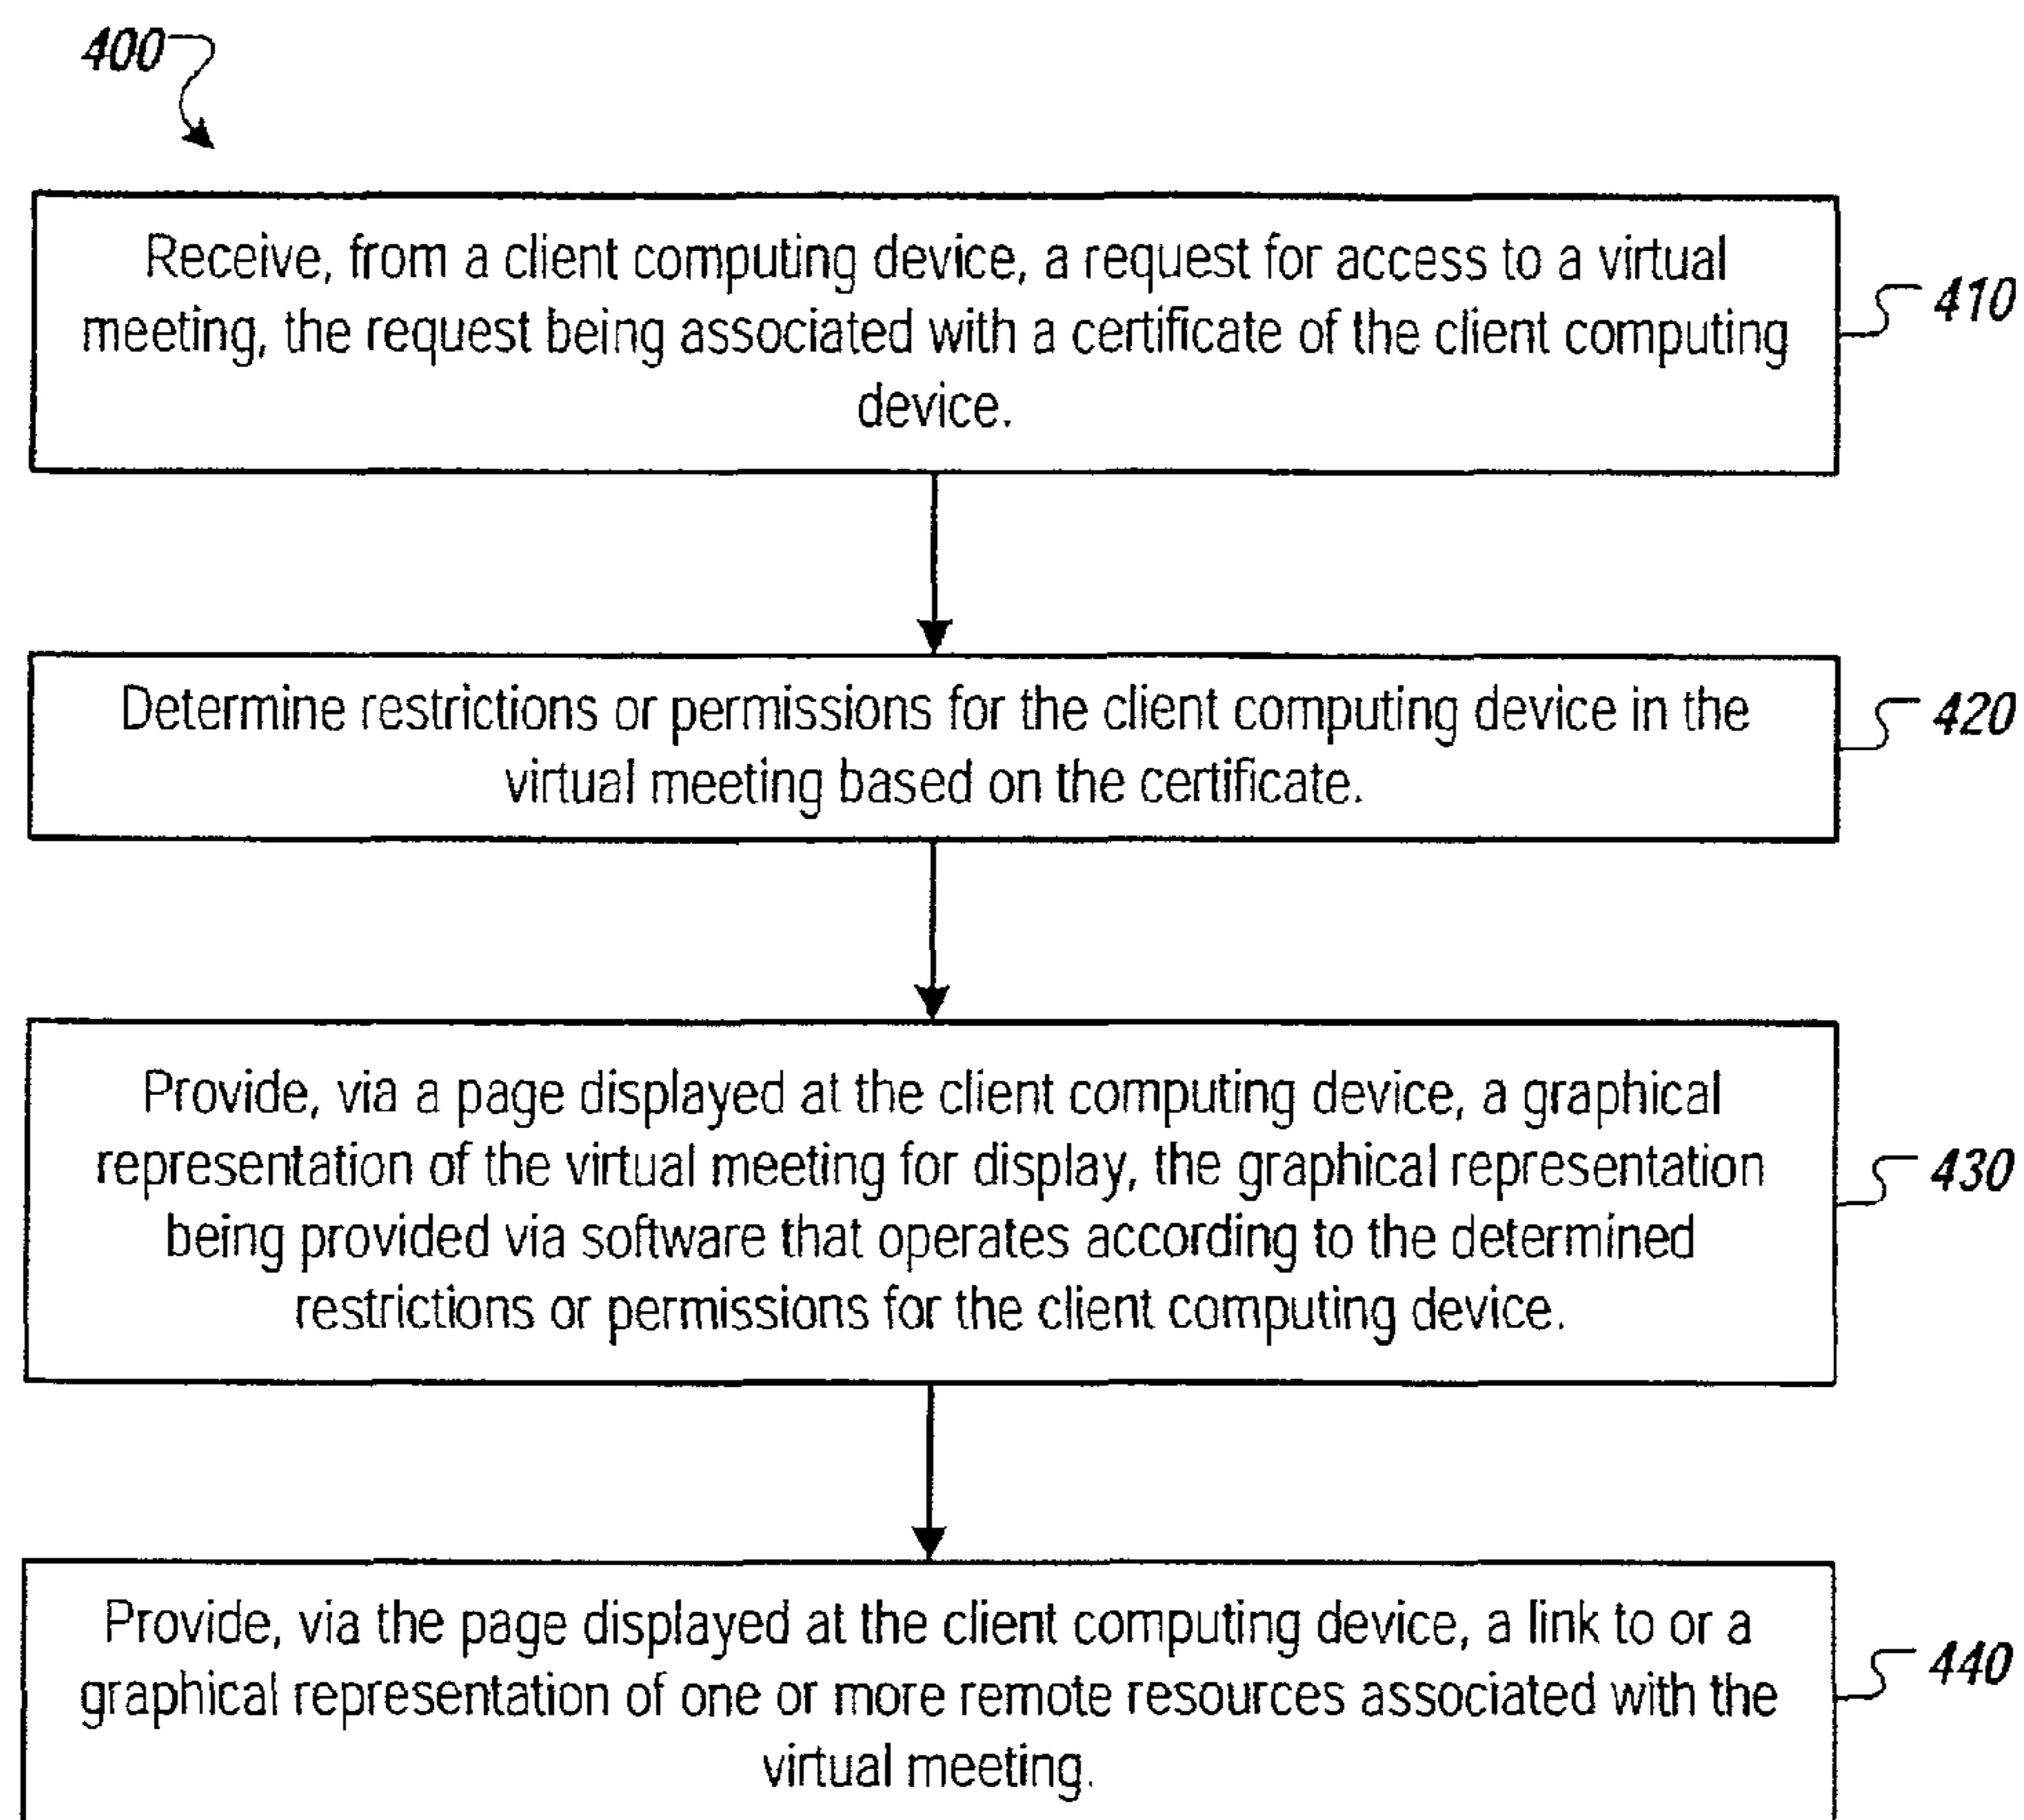 400
Receive, from a client computing device, a request for access to a virtual
meeting, the request being associated with a certificate of the client computing
device.
410
Determine restrictions or permissions for the client computing device in the
virtual meeting based on the certificate.
420
Provide, via a page displayed at the client computing device, a graphical
representation of the virtual meeting for display, the graphical representation
being provided via software that operates according to the determined
restrictions or permissions for the client computing device.
430
Provide, via the page displayed at the client computing device, a link to or a
graphical representation of one or more remote resources associated with the
virtual meeting.
440